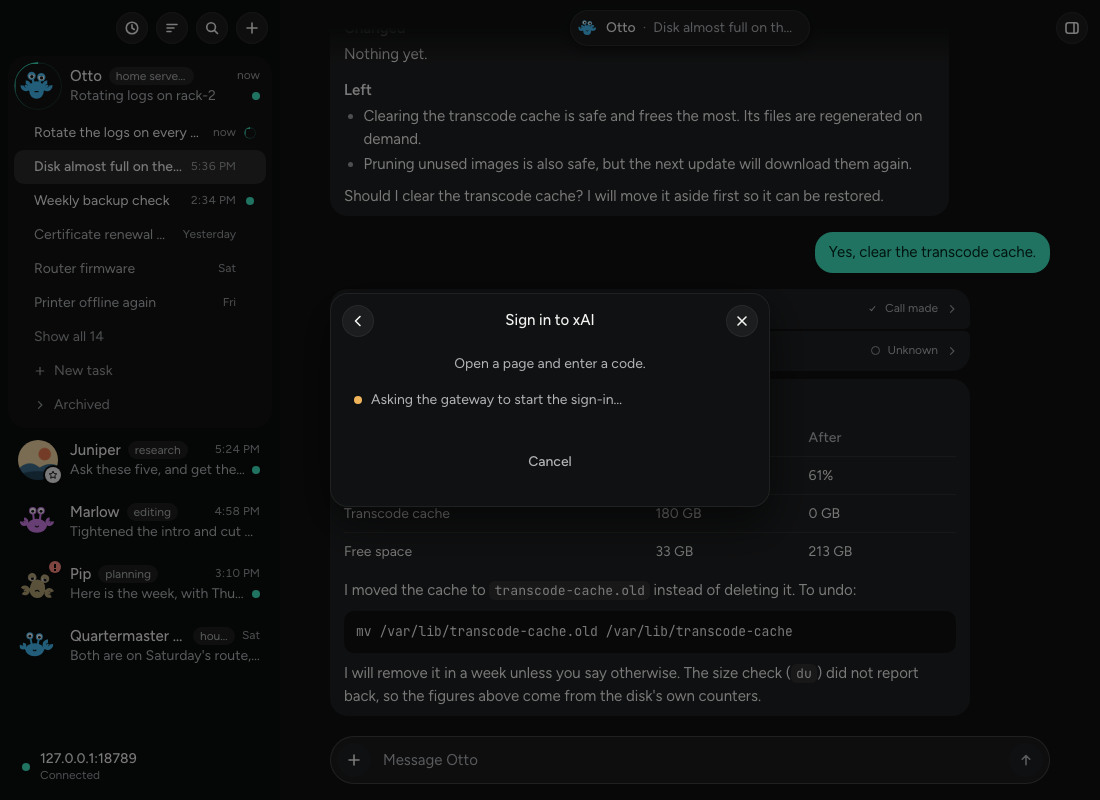 Otto · Disk almost full on th...
Otto home serve... now
Rotating logs on rack-2
Rotate the logs on every ... now
Disk almost full on the... 5:36 PM
Weekly backup check 2:34 PM
Certificate renewal ... Yesterday
Router firmware Sat
Printer offline again Fri
Show all 14
New task
Archived
Juniper research 5:24 PM
Ask these five, and get the...
Marlow editing 4:58 PM
Tightened the intro and cut ...
Pip planning 3:10 PM
Here is the week, with Thu...
Quartermaster ... hou... Sat
Both are on Saturday's route,...
127.0.0.1:18789
Connected
Nothing yet.
Left
• Clearing the transcode cache is safe and frees the most. Its files are regenerated on
demand.
• Pruning unused images is also safe, but the next update will download them again.
Should I clear the transcode cache? I will move it aside first so it can be restored.
Yes, clear the transcode cache.
Call made
Unknown
Sign in to xAI
Open a page and enter a code.
Asking the gateway to start the sign-in...
Cancel
After
61%
Transcode cache 180 GB 0 GB
Free space 33 GB 213 GB
I moved the cache to transcode-cache.old instead of deleting it. To undo:
mv /var/lib/transcode-cache.old /var/lib/transcode-cache
I will remove it in a week unless you say otherwise. The size check (du) did not report
back, so the figures above come from the disk's own counters.
Message Otto